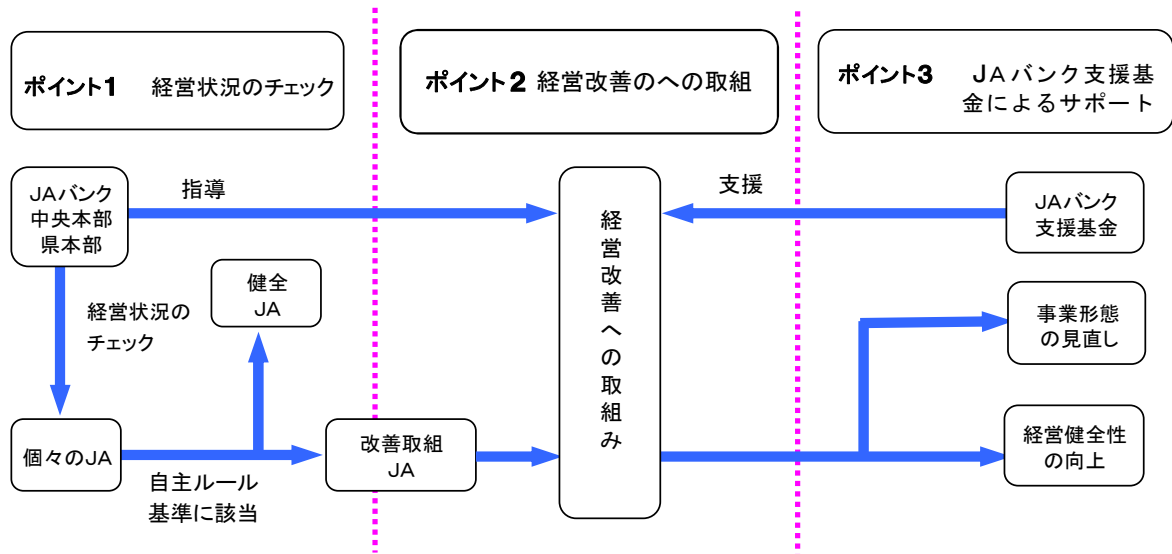 ポイント1 経営状況のチェック
ポイント2 経営改善のへの取組
ポイント3 JAバンク支援基
金によるサポート
JAバンク
中央本部
県本部
指導
支援
JAバンク
支援基金
経営改善への取組み
健全
JA
経営状況の
チェック
事業形態
の見直し
個々のJA
自主ルール
基準に該当
改善取組
JA
経営健全性
の向上